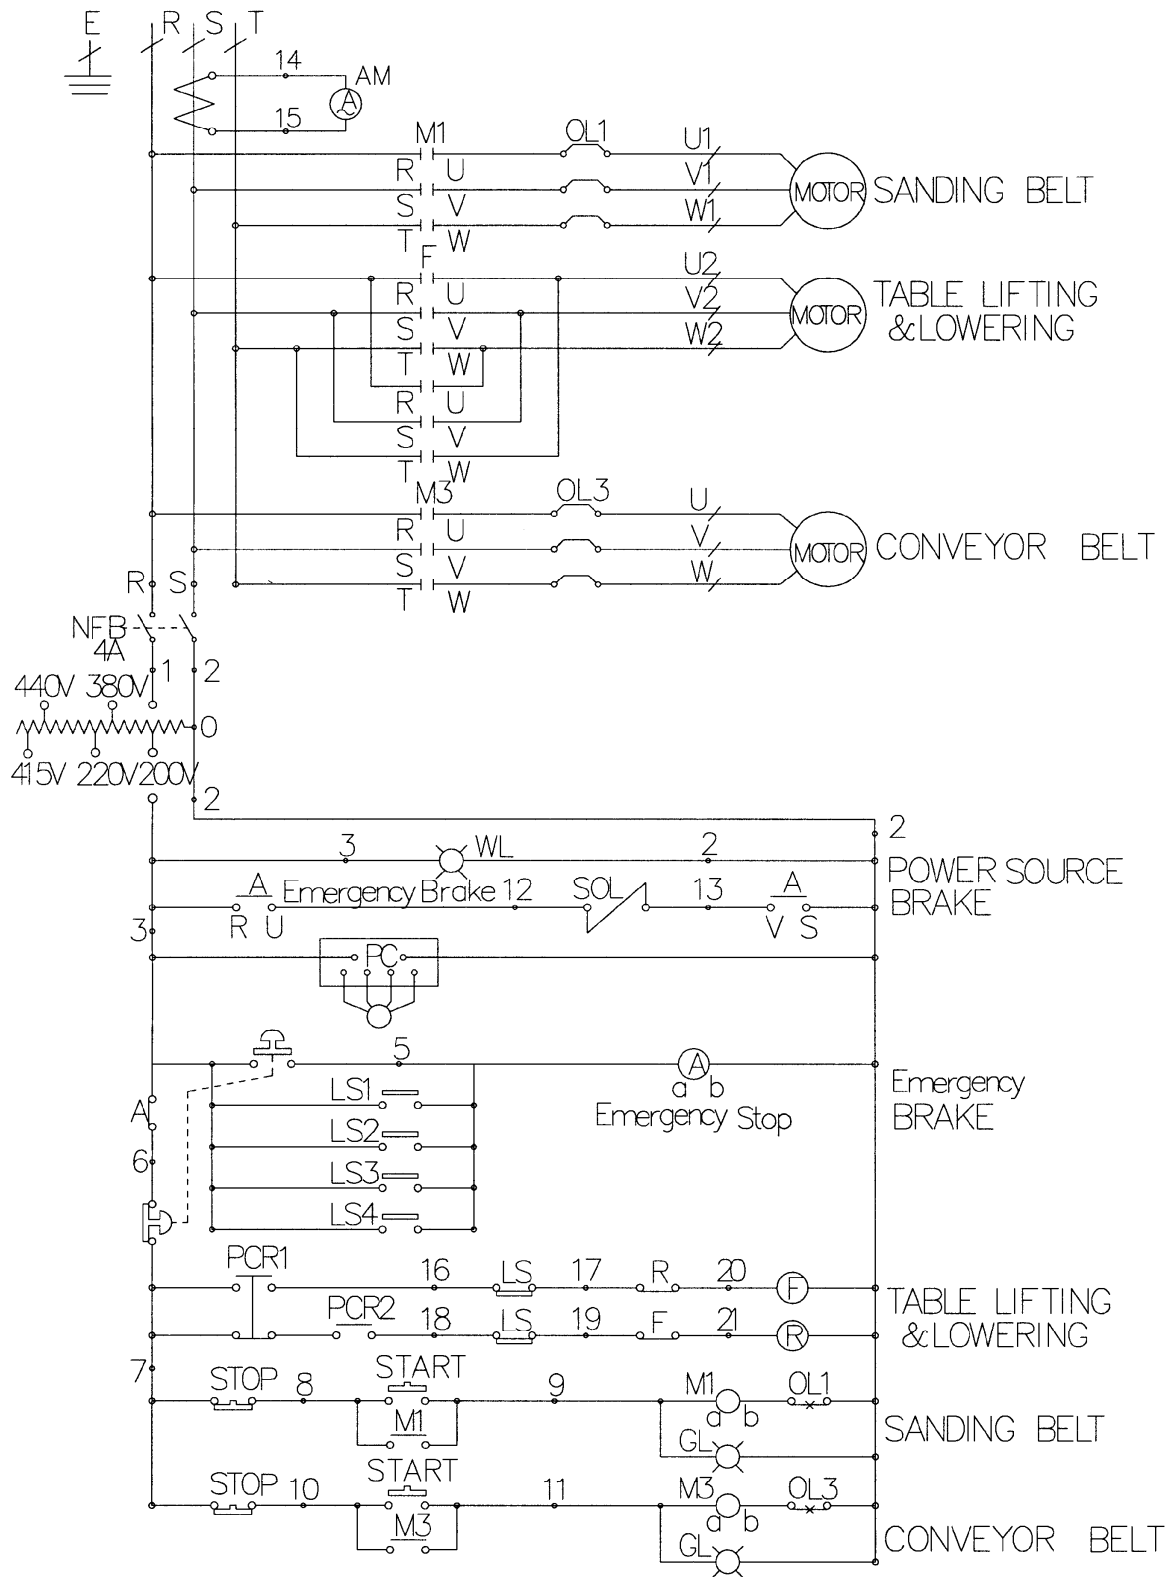 E R S T
14
AM
A
15
M1 OL1 U1
R U V1
MOTOR SANDING BELT
S V W1
T W
F U2
R U V2
MOTOR TABLE LIFTING
&LOWERING
S V W2
T W
R U
S V
T W
M3 OL3 U
R U V
MOTOR CONVEYOR BELT
S V W
T W
R S
NFB
4A
1 2
440V 380V
0
415V 220V 200V
2
2
3 WL 2
POWER SOURCE
A Emergency Brake 12 SOL 13 A
BRAKE
R U V S
3
PC
5
A
a b
Emergency
BRAKE
LS1
Emergency Stop
A
LS2
6
LS3
LS4
PCR1
16 LS 17 R 20
F
TABLE LIFTING
&LOWERING
PCR2
18 LS 19 F 21
R
7
STOP 8 START 9 M1 OL1
a b
M1
SANDING BELT
GL
STOP 10 START 11 M3 OL3
a b
M3
CONVEYOR BELT
GL